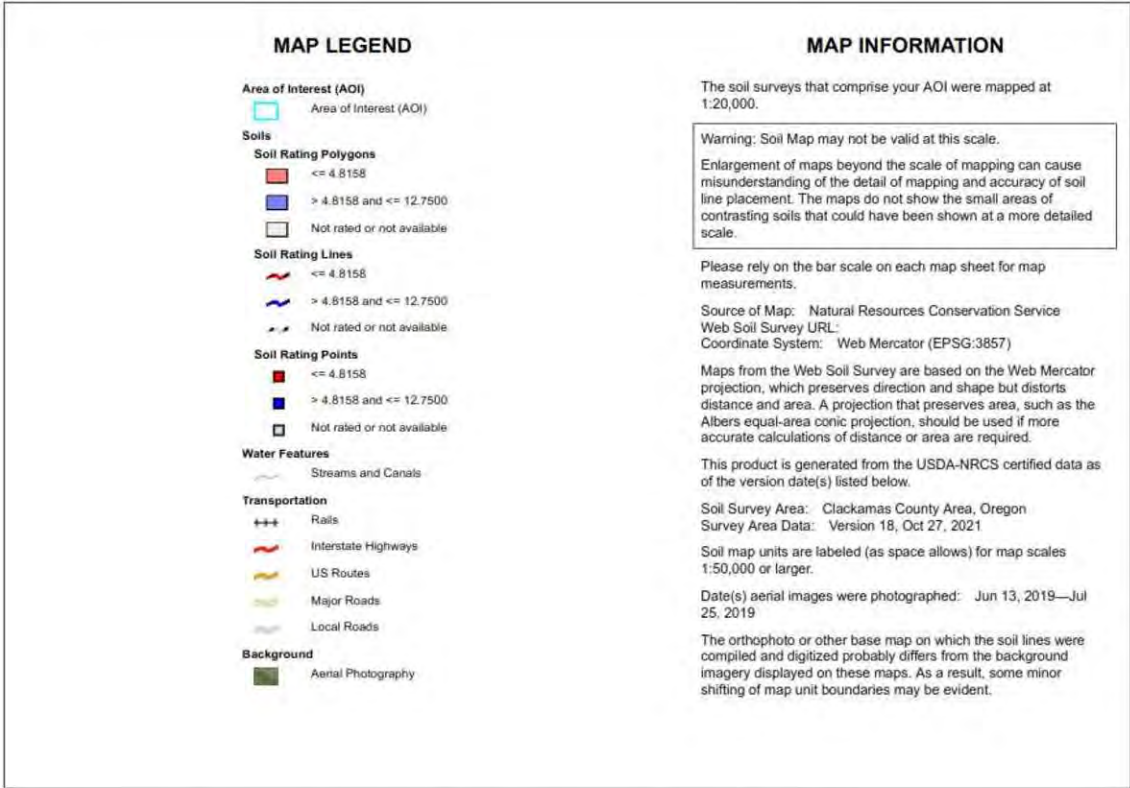 MAP LEGEND
Area of Interest (AOI)
Area of Interest (AOI)
Soils
Soil Rating Polygons
<= 4.8158
> 4.8158 and <= 12.7500
Not rated or not available
Soil Rating Lines
<= 4.8158
> 4.8158 and <= 12.7500
Not rated or not available
Soil Rating Points
<= 4.8158
> 4.8158 and <= 12.7500
Not rated or not available
Water Features
Streams and Canals
Transportation
Rails
Interstate Highways
US Routes
Major Roads
Local Roads
Background
Aerial Photography
MAP INFORMATION
The soil surveys that comprise your AOI were mapped at
1:20,000.
Warning: Soil Map may not be valid at this scale.
Enlargement of maps beyond the scale of mapping can cause
misunderstanding of the detail of mapping and accuracy of soil
line placement. The maps do not show the small areas of
contrasting soils that could have been shown at a more detailed
scale.
Please rely on the bar scale on each map sheet for map
measurements.
Source of Map: Natural Resources Conservation Service
Web Soil Survey URL:
Coordinate System: Web Mercator (EPSG:3857)
Maps from the Web Soil Survey are based on the Web Mercator
projection, which preserves direction and shape but distorts
distance and area. A projection that preserves area, such as the
Albers equal-area conic projection, should be used if more
accurate calculations of distance or area are required.
This product is generated from the USDA-NRCS certified data as
of the version date(s) listed below.
Soil Survey Area: Clackamas County Area, Oregon
Survey Area Data: Version 18, Oct 27, 2021
Soil map units are labeled (as space allows) for map scales
1:50,000 or larger.
Date(s) aerial images were photographed: Jun 13, 2019—Jul
25, 2019
The orthophoto or other base map on which the soil lines were
compiled and digitized probably differs from the background
imagery displayed on these maps. As a result, some minor
shifting of map unit boundaries may be evident.